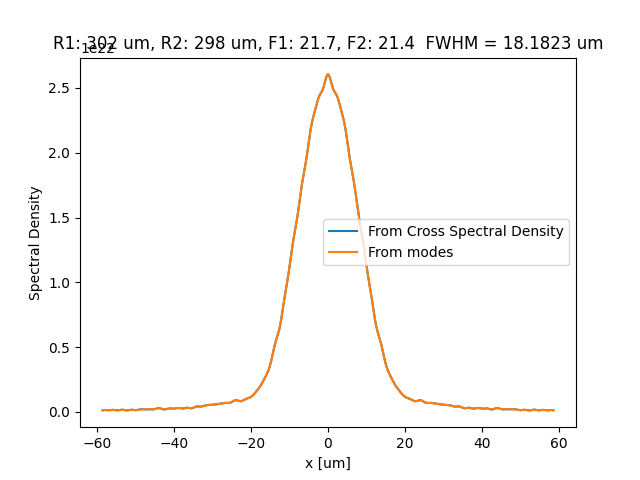 R1: 302 um, R2: 298 um, F1: 21.7, F2: 21.4  FWHM = 18.1823 um
1e22
2.5
2.0
1.5
1.0
0.5
0.0
Spectral Density
From Cross Spectral Density
From modes
−60 −40 −20 0 20 40 60
x [um]